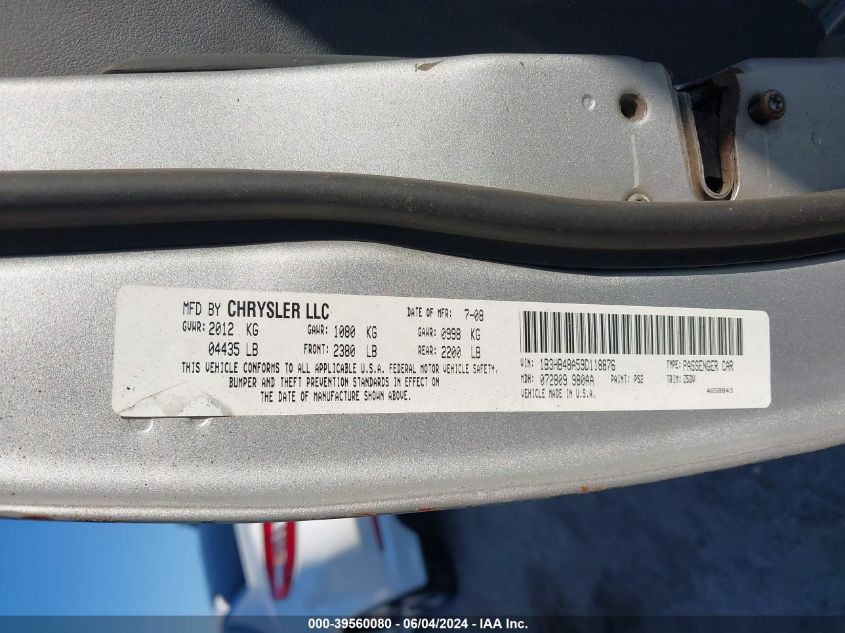 MFD BY CHRYSLER LLC DATE OF MFR: 7-08
GVWR: 2012 KG GAWR: 1080 KG GAWR: 0998 KG
04435 LB FRONT: 2380 LB REAR: 2200 LB
THIS VEHICLE CONFORMS TO ALL APPLICABLE U.S.A. FEDERAL MOTOR VEHICLE SAFETY,
BUMPER AND THEFT PREVENTION STANDARDS IN EFFECT ON
THE DATE OF MANUFACTURE SHOWN ABOVE.
VIN: 1B3HB48A59D118876 TYPE: PASSENGER CAR
MDH: 072809 980AA PAINT: PS2 TRIM: Z5DV
VEHICLE MADE IN U.S.A. 4658843
000-39560080 - 06/04/2024 - IAA Inc.